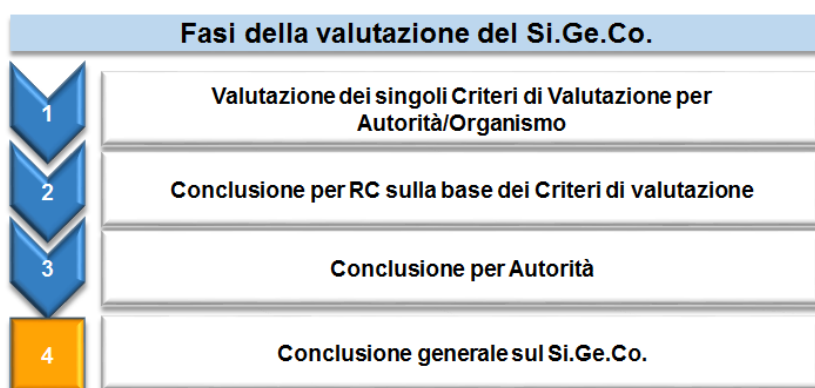 Fasi della valutazione del Si.Ge.Co.
1
Valutazione dei singoli Criteri di Valutazione per
Autorità/Organismo
2
Conclusione per RC sulla base dei Criteri di valutazione
3
Conclusione per Autorità
4
Conclusione generale sul Si.Ge.Co.